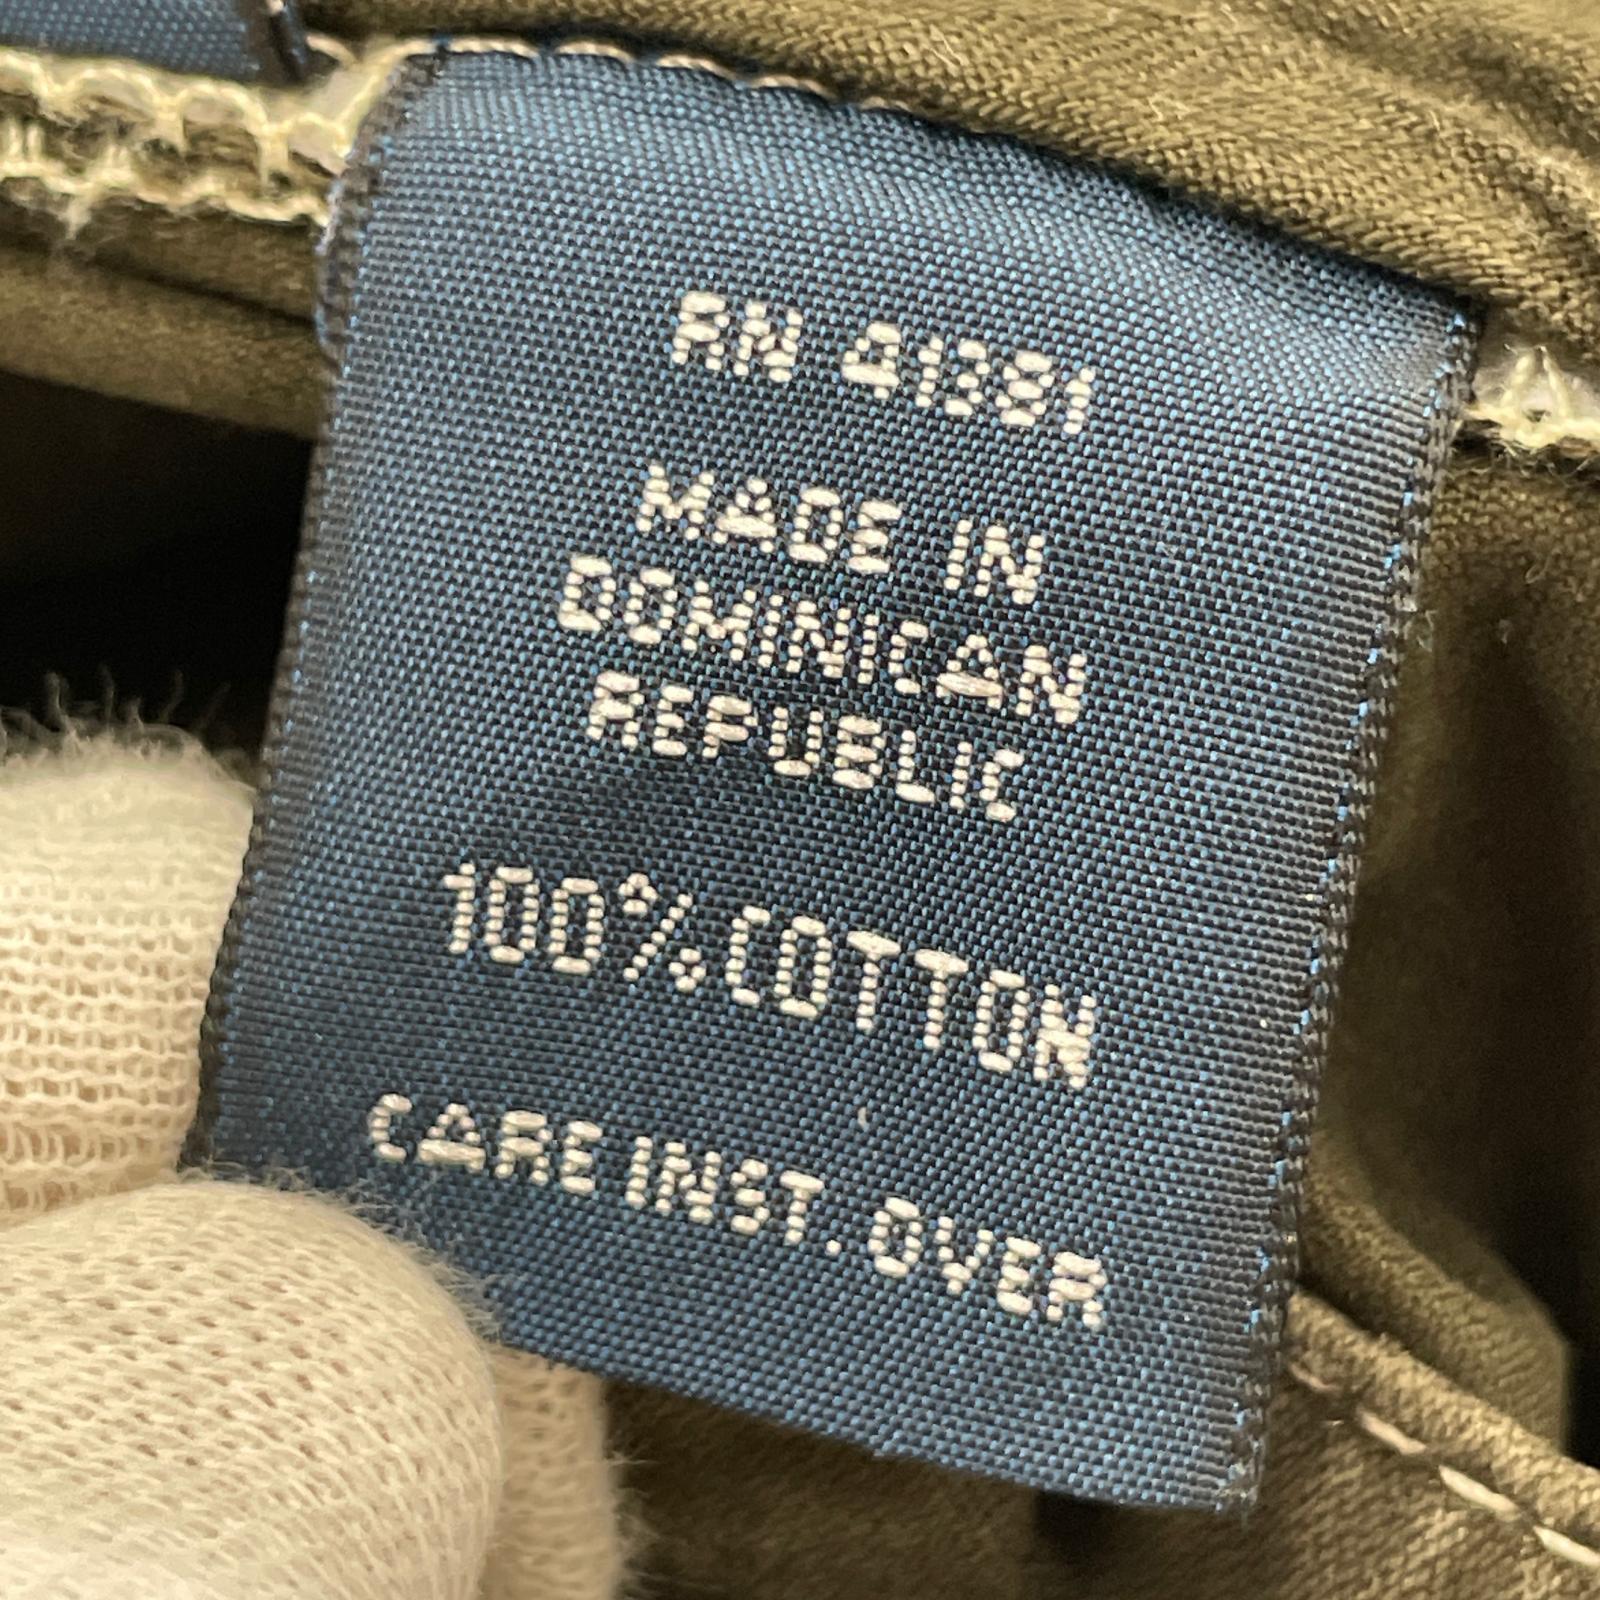 RN 41381
MADE IN
DOMINICAN
REPUBLIC
100% COTTON
CARE INST. OVER